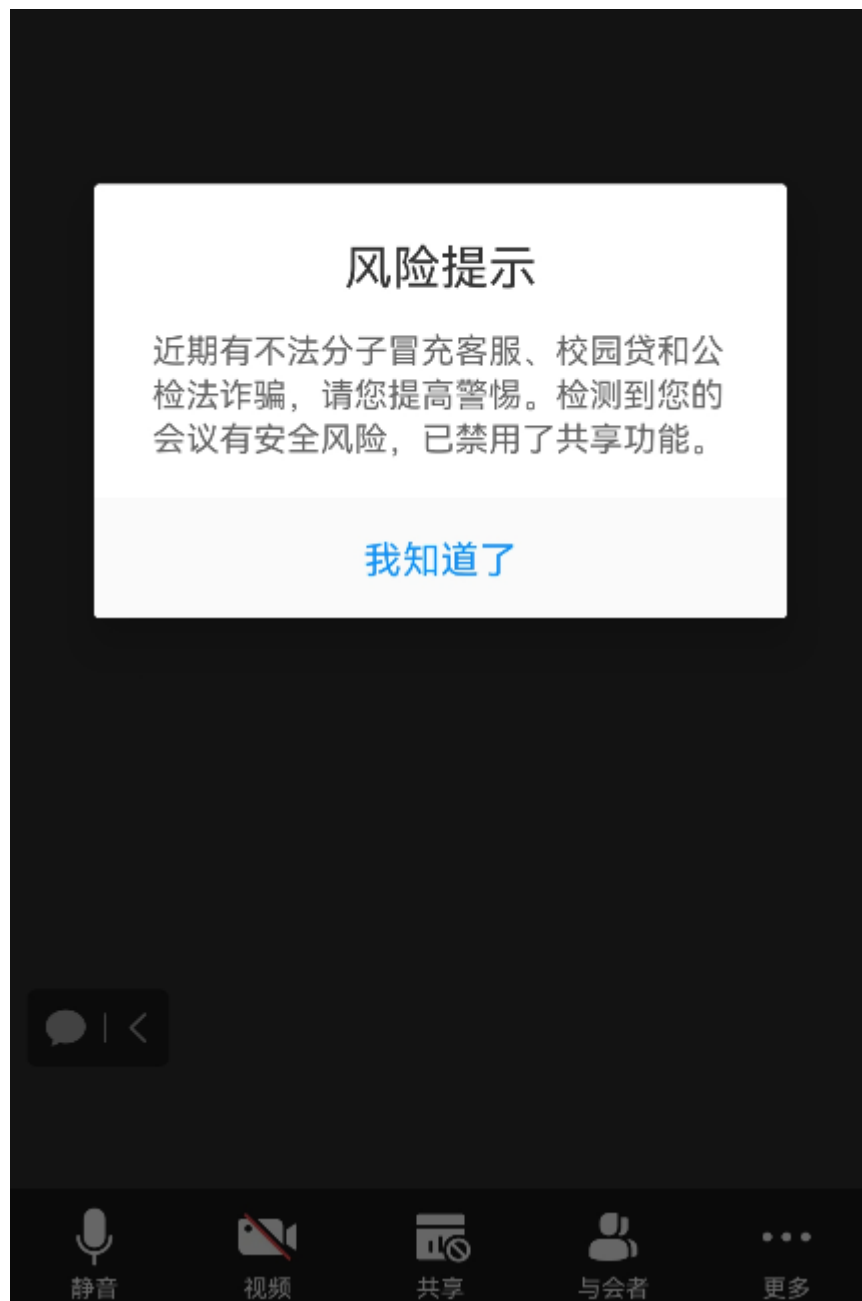 风险提示
近期有不法分子冒充客服、校园贷和公
检法诈骗，请您提高警惕。检测到您的
会议有安全风险，已禁用了共享功能。
我知道了
静音 视频 共享 与会者 更多